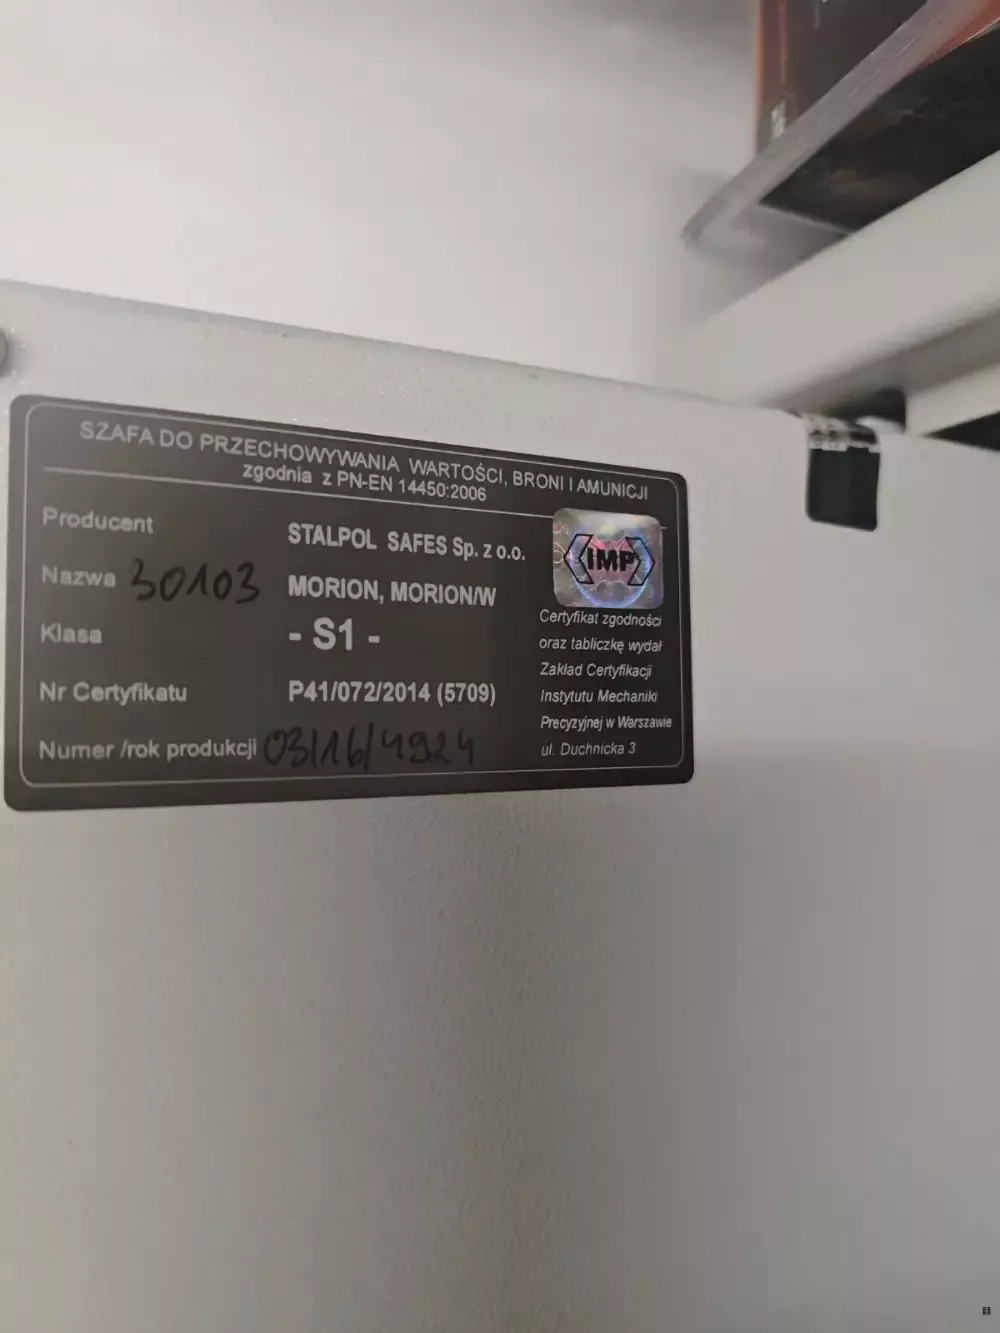 SZAFA DO PRZECHOWYWANIA WARTOŚCI, BRONI I AMUNICJI
zgodnia z PN-EN 14450:2006
Producent STALPOL SAFES Sp. z o.o.
Nazwa 30103 MORION, MORION/W
Klasa - S1 -
Nr Certyfikatu P41/072/2014 (5709)
Numer /rok produkcji 03/16/4924
IMP
Certyfikat zgodności
oraz tabliczkę wydał
Zakład Certyfikacji
Instytutu Mechaniki
Precyzyjnej w Warszawie
ul. Duchnicka 3